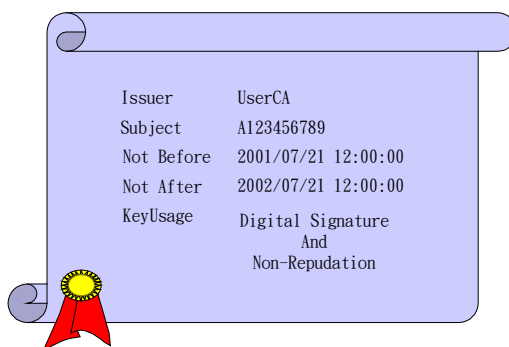 Issuer UserCA
Subject A123456789
Not Before 2001/07/21 12:00:00
Not After 2002/07/21 12:00:00
KeyUsage Digital Signature
And
Non-Repudation